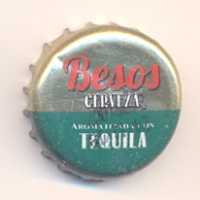 Besos
CERVEZA
AROMATIZADA CON
TEQUILA